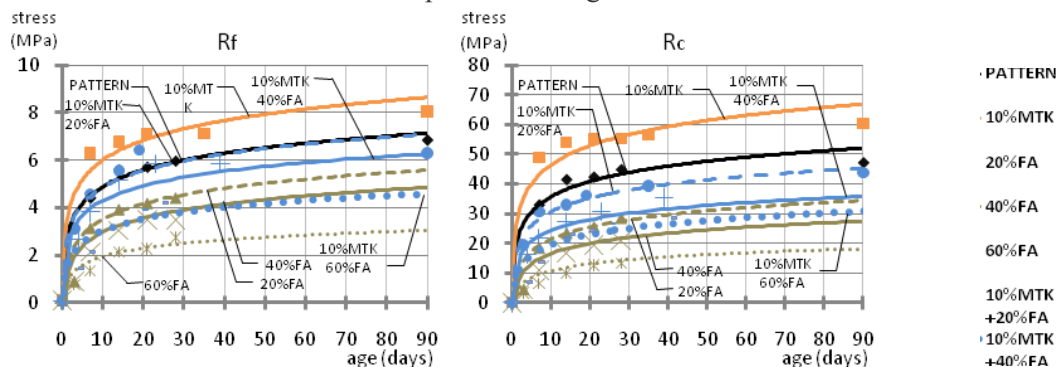 stress
(MPa)
Rf
10
8
6
4
2
0
PATTERN
10%MTK
20%FA
10%MT
K
10%MTK
40%FA
60%FA
40%FA
20%FA
10%MTK
60%FA
0 10 20 30 40 50 60 70 80 90
age (days)
stress
(MPa)
Rc
80
70
60
50
40
30
20
10
0
PATTERN
10%MTK
20%FA
10%MTK
10%MTK
40%FA
40%FA
20%FA
10%MTK
60%FA
0 10 20 30 40 50 60 70 80 90
age (days)
PATTERN
10%MTK
20%FA
40%FA
60%FA
10%MTK
+20%FA
10%MTK
+40%FA